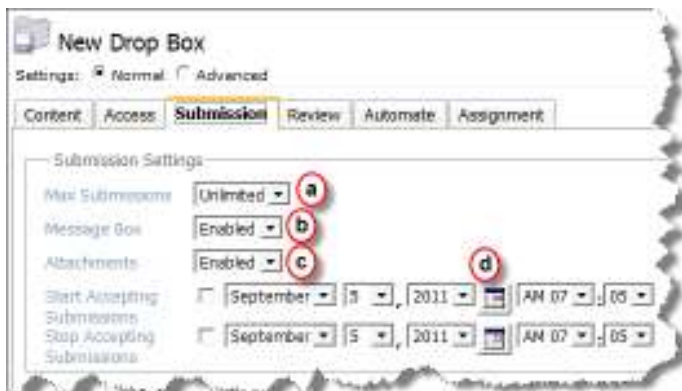 New Drop Box
Settings: Normal Advanced
Content Access Submission Review Automate Assignment
Submission Settings
Max Submissions Unlimited a
Message Box Enabled b
Attachments Enabled c
d
Start Accepting Submissions September 5 , 2011 AM 07 : 05
Stop Accepting Submissions September 5 , 2011 AM 07 : 05